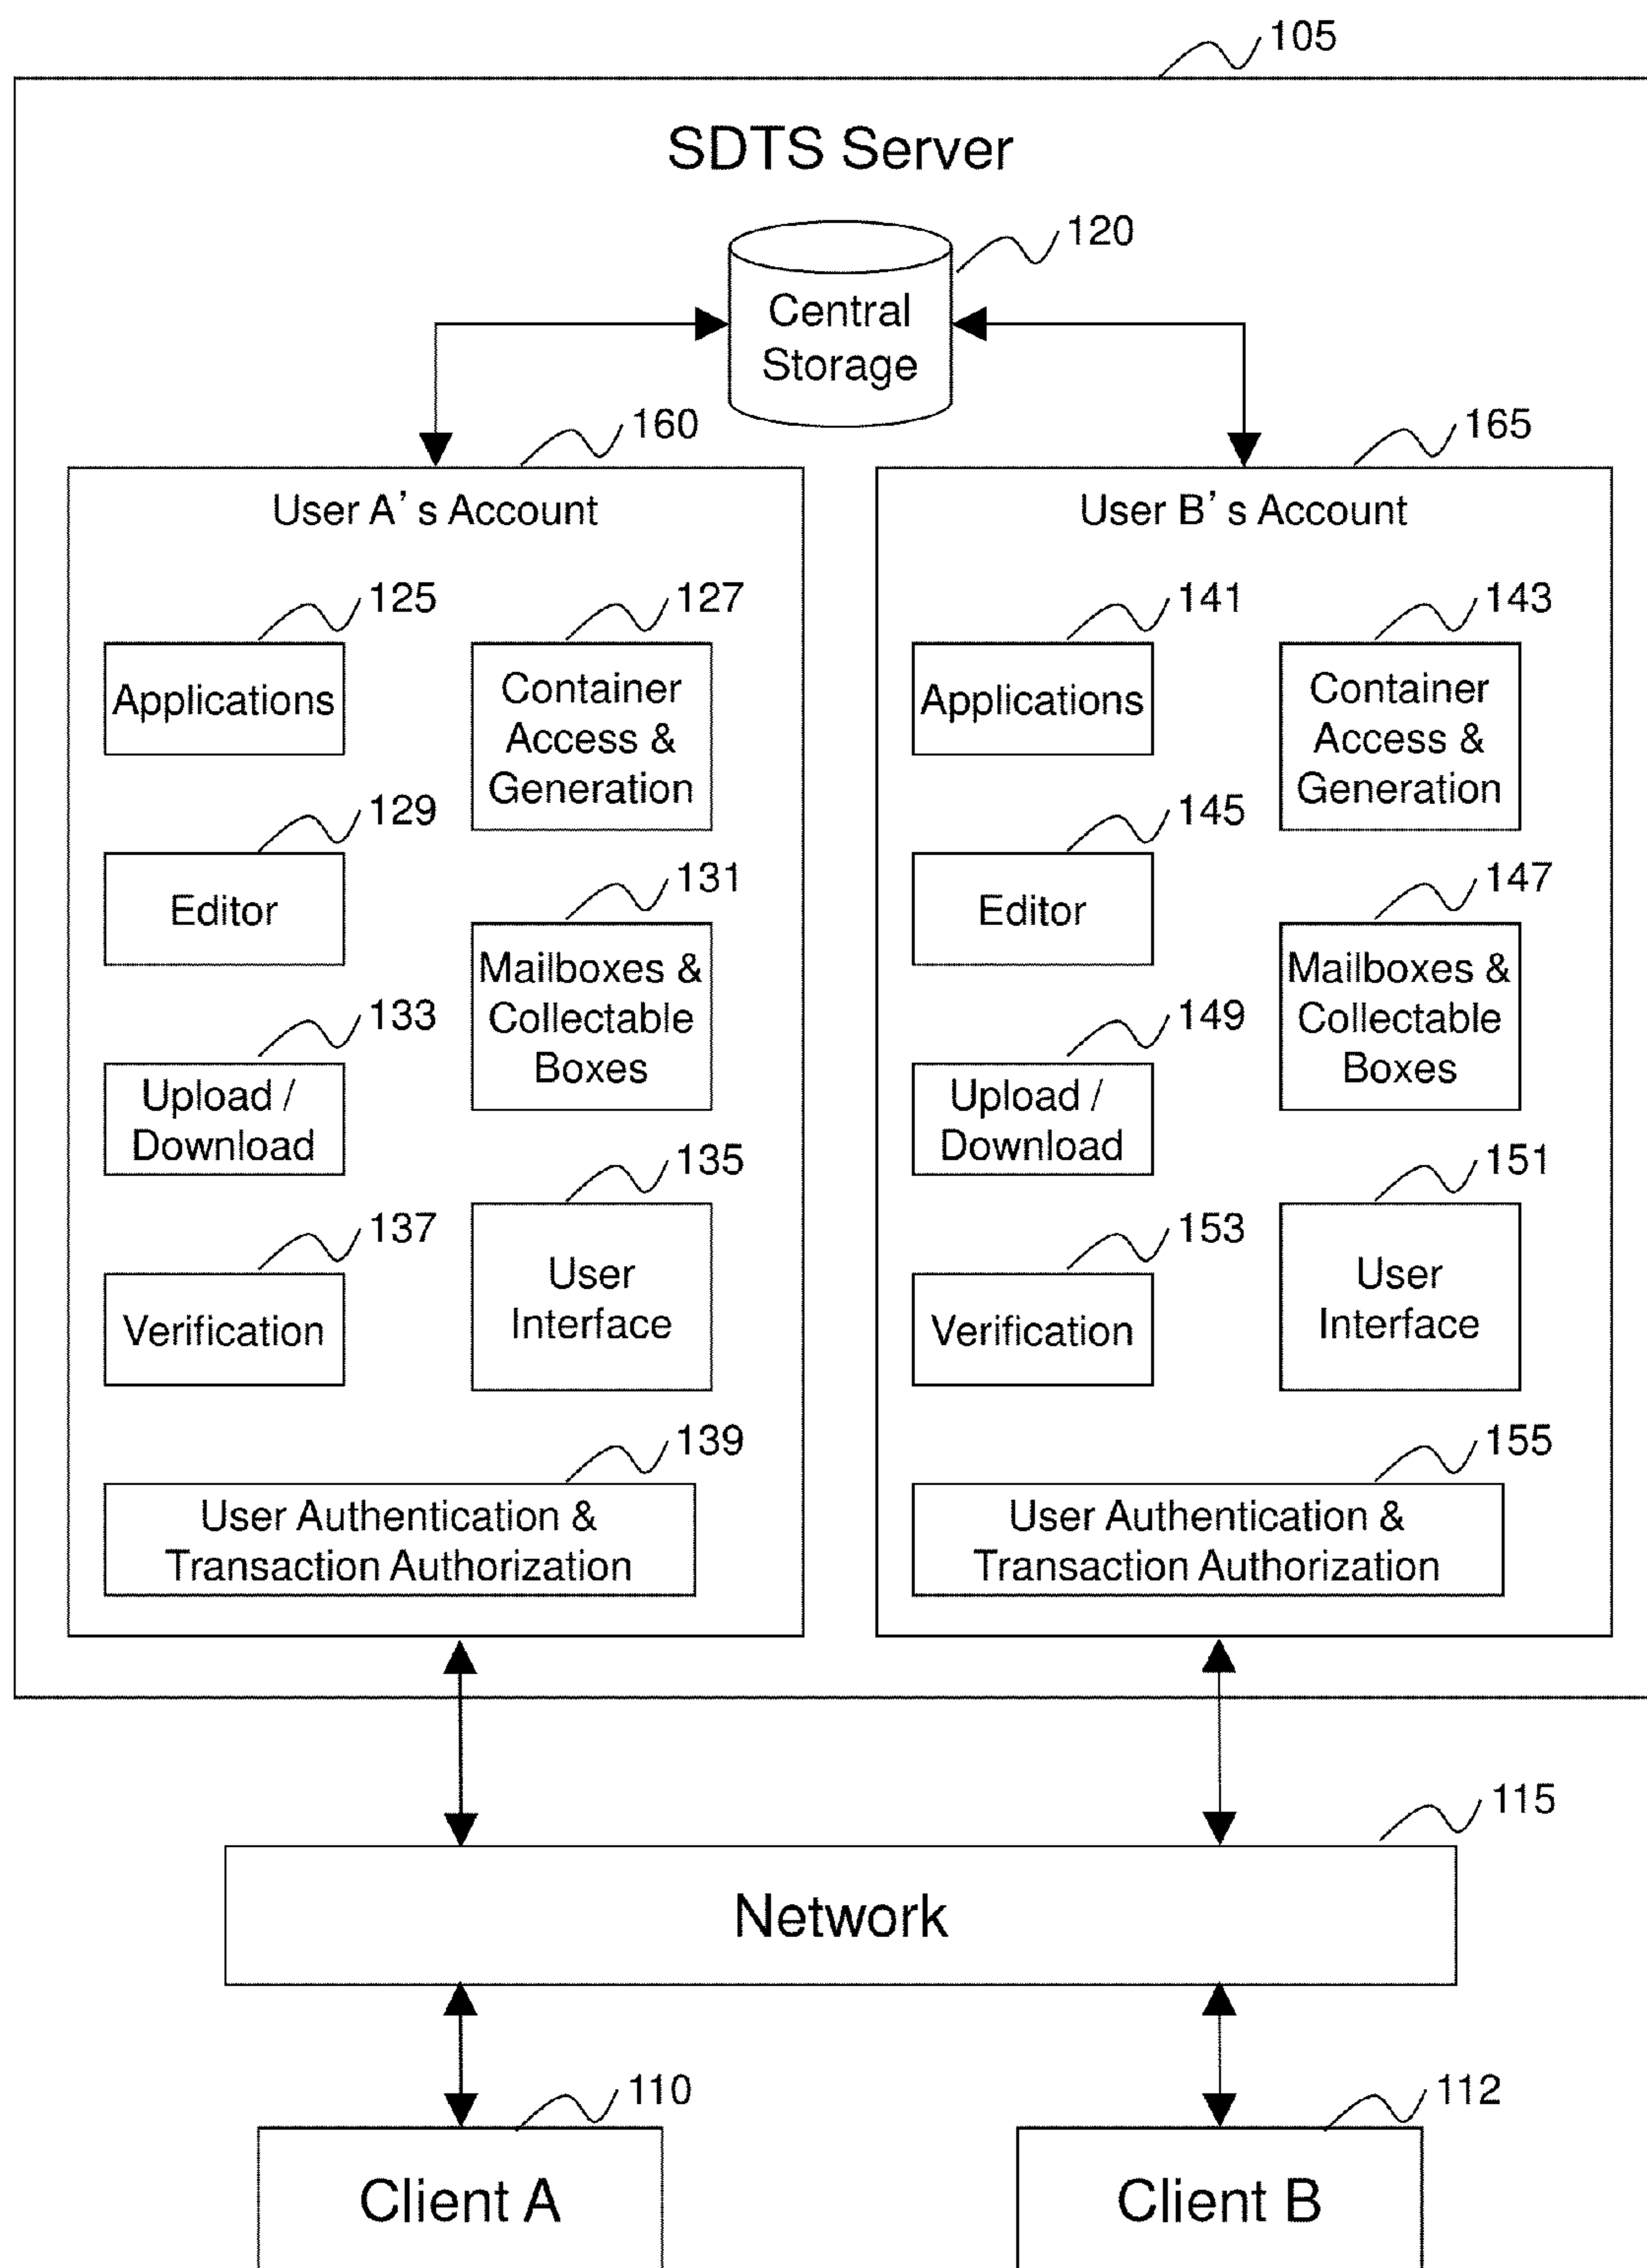 105
SDTS Server
120
Central
Storage
160
165
User A's Account
125
127
Applications
Container
Access &
Generation
129
Editor
131
Mailboxes &
Collectable
Boxes
133
Upload /
Download
135
User
Interface
137
Verification
139
User Authentication &
Transaction Authorization
User B's Account
141
143
Applications
Container
Access &
Generation
145
Editor
147
Mailboxes &
Collectable
Boxes
149
Upload /
Download
151
User
Interface
153
Verification
155
User Authentication &
Transaction Authorization
115
Network
110
Client A
112
Client B